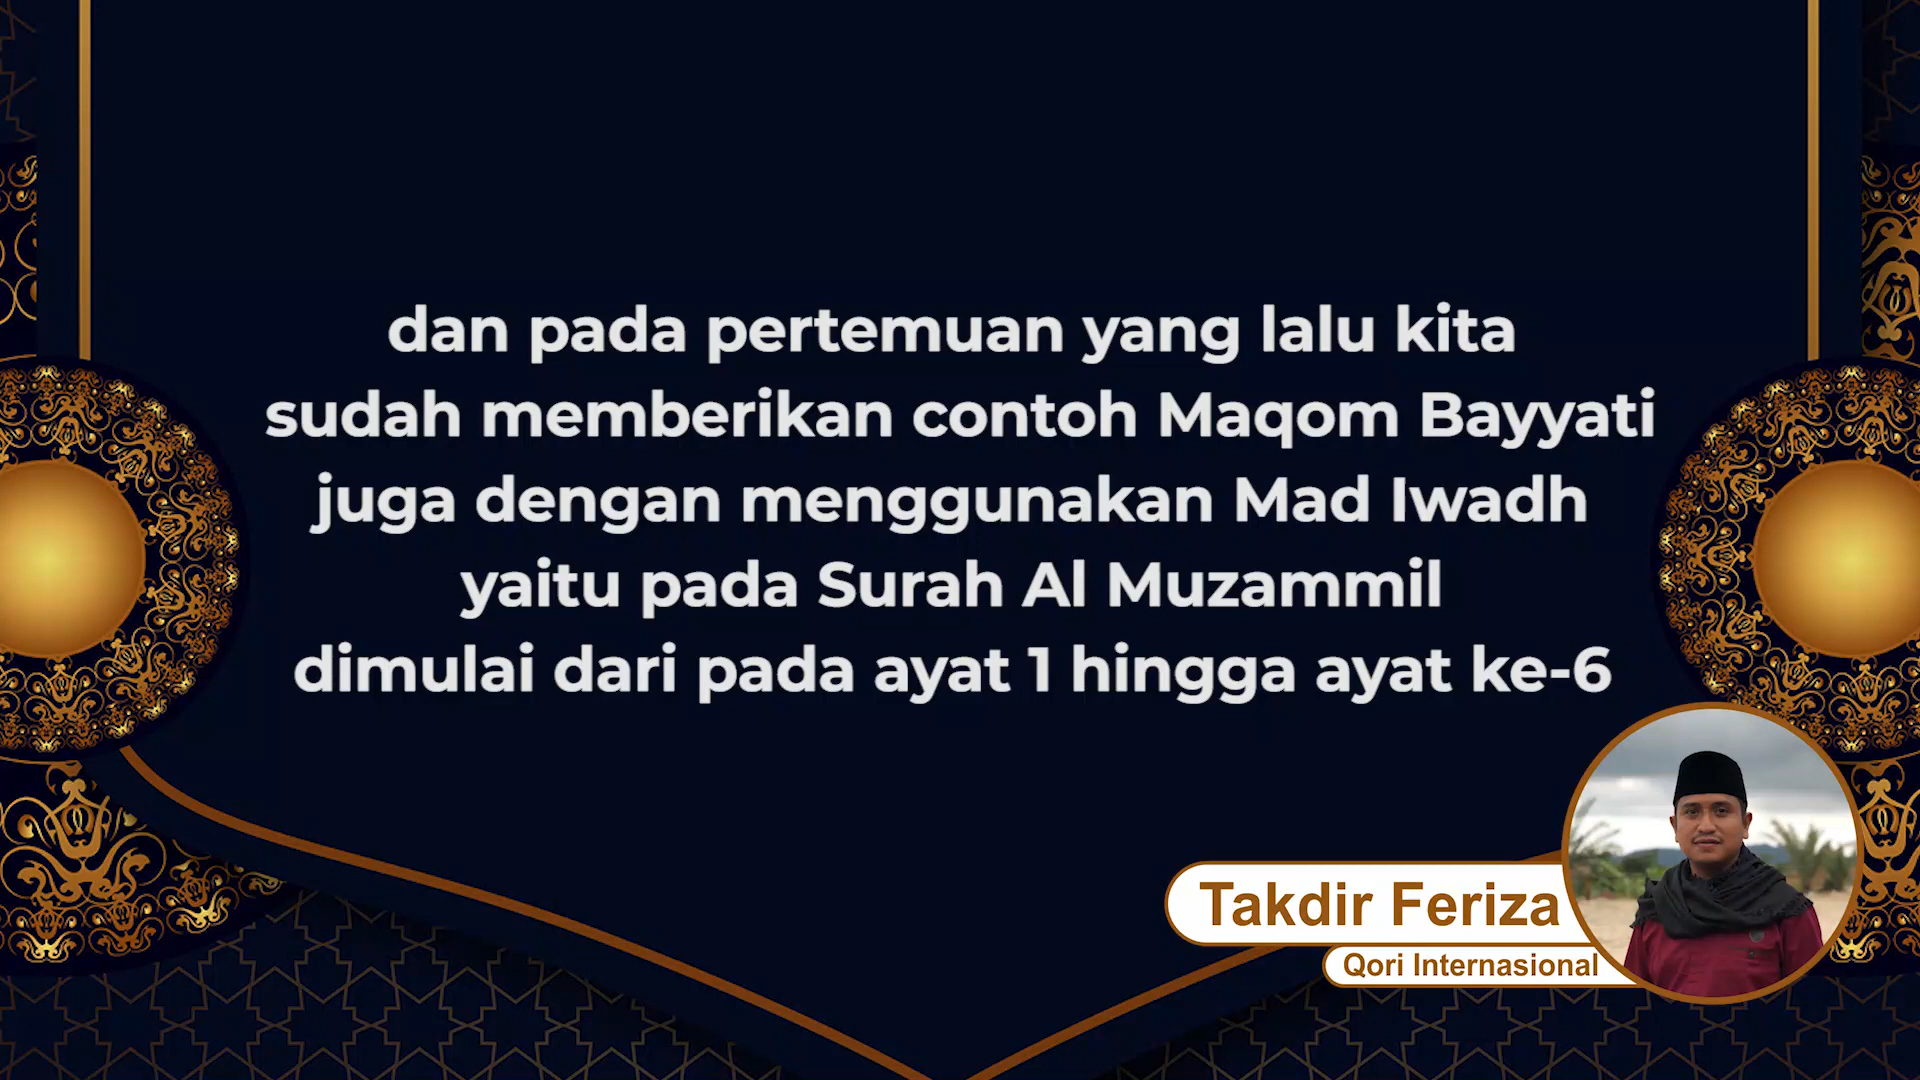 dan pada pertemuan yang lalu kita
sudah memberikan contoh Maqom Bayyati
juga dengan menggunakan Mad Iwadh
yaitu pada Surah Al Muzammil
dimulai dari pada ayat 1 hingga ayat ke-6
Takdir Feriza
Qori Internasional